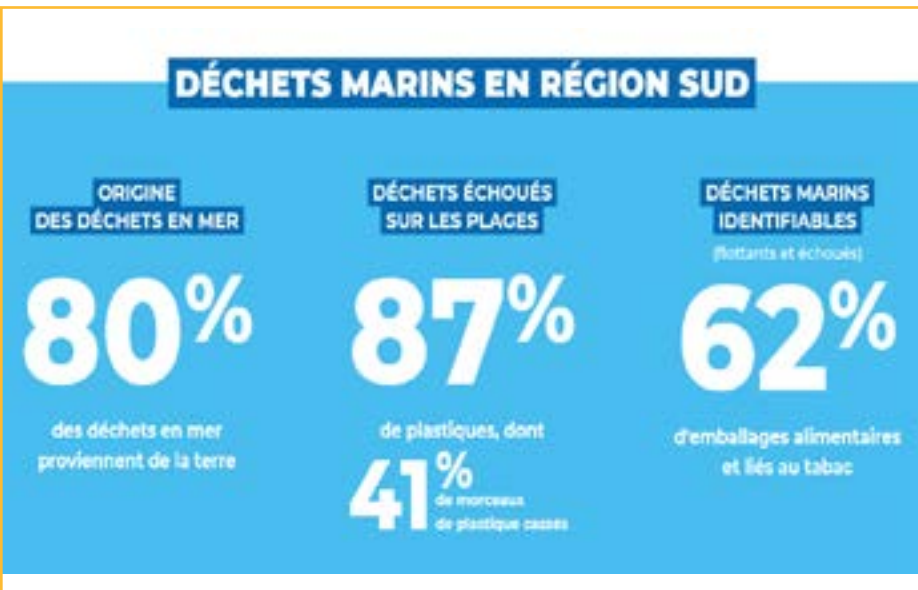 DÉCHETS MARINS EN RÉGION SUD
ORIGINE
DES DÉCHETS EN MER
80%
des déchets en mer
proviennent de la terre
DÉCHETS ÉCHOUÉS
SUR LES PLAGES
87%
de plastiques, dont
41%
de morceaux
de plastique cassés
DÉCHETS MARINS
IDENTIFIABLES
(flottants et échoués)
62%
d'emballages alimentaires
et liés au tabac